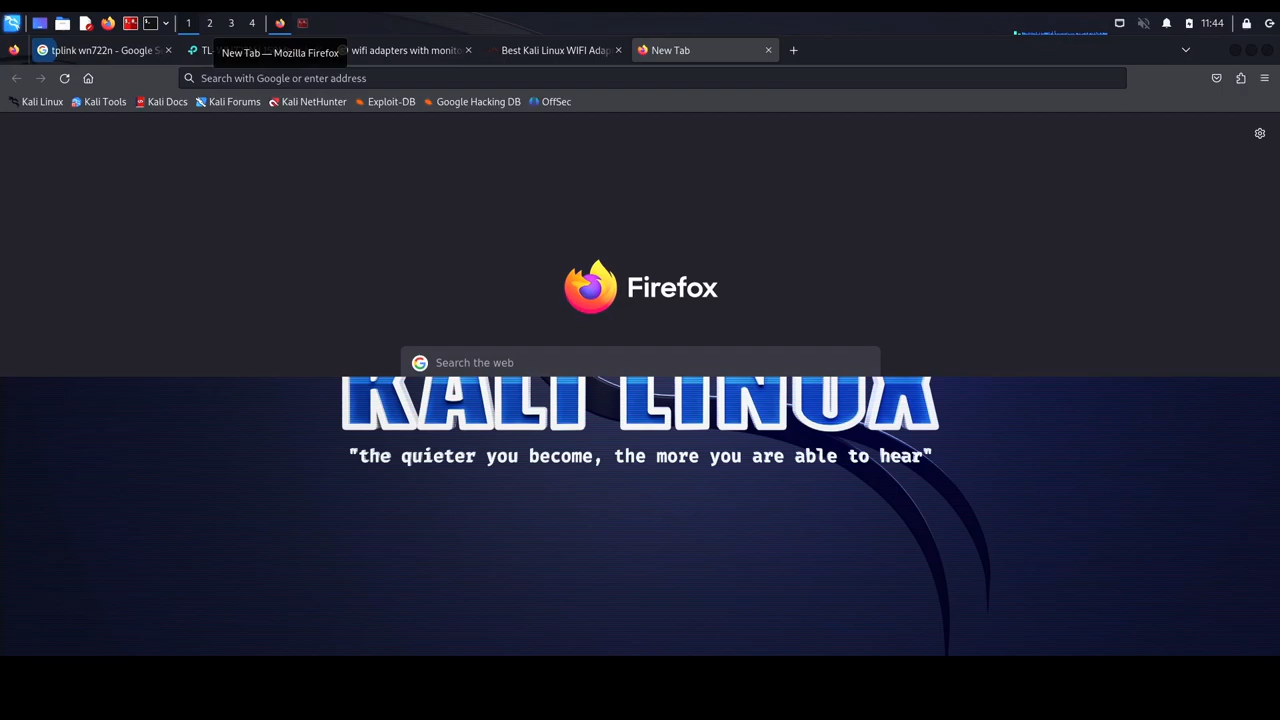 1 2 3 4 11:44
tplink wn722n - Google S TL New Tab — Mozilla Firefox wifi adapters with monito Best Kali Linux WIFI Adap New Tab
Search with Google or enter address
Kali Linux Kali Tools Kali Docs Kali Forums Kali NetHunter Exploit-DB Google Hacking DB OffSec
Firefox
Search the web
KALI LINUX
"the quieter you become, the more you are able to hear"